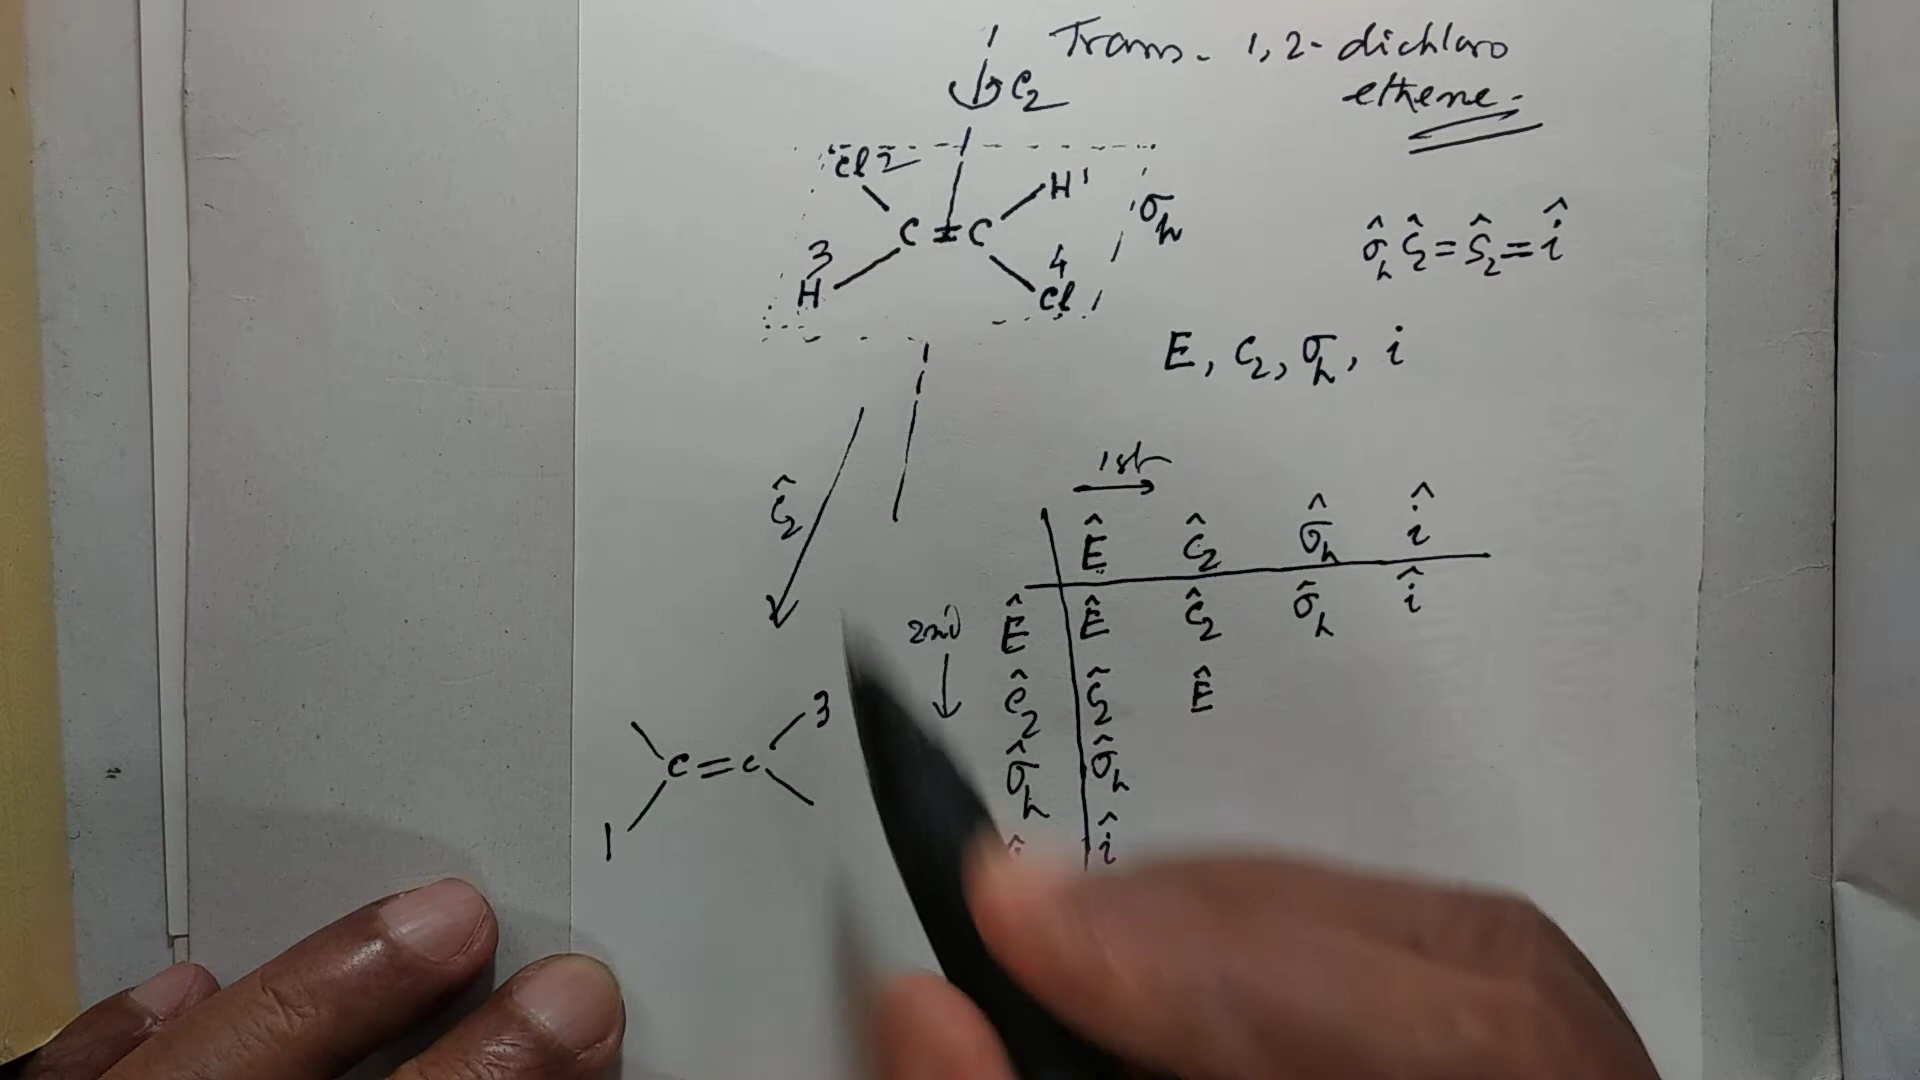 Trans- 1,2-dichloro
ethene-
C₂
Cl 2
H 1
C=C
σₕ
3
H
4
Cl
σ̂ₕ Ĉ₂ = Ŝ₂ = î
E, C₂, σₕ, i
1st
Ĉ₂
Ê Ĉ₂ σ̂ₕ î
2nd
Ê Ê Ĉ₂ σ̂ₕ î
Ĉ₂ Ĉ₂ Ê
σ̂ₕ σ̂ₕ
î î
3
C=C
1